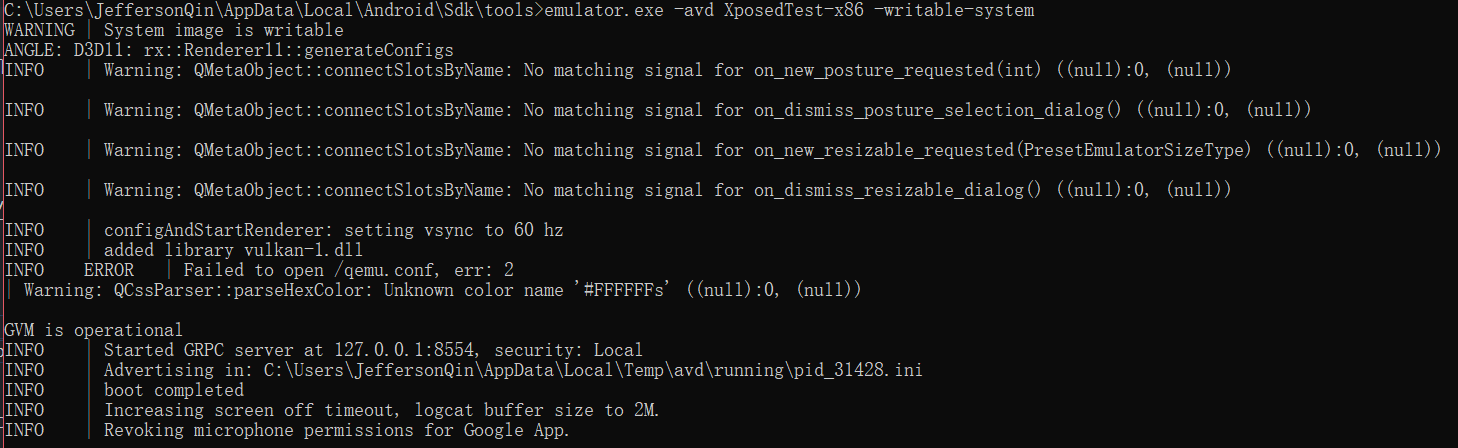 C:\Users\JeffersonQin\AppData\Local\Android\Sdk\tools>emulator.exe -avd XposedTest-x86 -writable-system
WARNING | System image is writable
ANGLE: D3D11: rx::Renderer11::generateConfigs
INFO    | Warning: QMetaObject::connectSlotsByName: No matching signal for on_new_posture_requested(int) ((null):0, (null))
INFO    | Warning: QMetaObject::connectSlotsByName: No matching signal for on_dismiss_posture_selection_dialog() ((null):0, (null))
INFO    | Warning: QMetaObject::connectSlotsByName: No matching signal for on_new_resizable_requested(PresetEmulatorSizeType) ((null):0, (null))
INFO    | Warning: QMetaObject::connectSlotsByName: No matching signal for on_dismiss_resizable_dialog() ((null):0, (null))
INFO    | configAndStartRenderer: setting vsync to 60 hz
INFO    | added library vulkan-1.dll
INFO    ERROR   | Failed to open /qemu.conf, err: 2
| Warning: QCssParser::parseHexColor: Unknown color name '#FFFFFFs' ((null):0, (null))
GVM is operational
INFO    | Started GRPC server at 127.0.0.1:8554, security: Local
INFO    | Advertising in: C:\Users\JeffersonQin\AppData\Local\Temp\avd\running\pid_31428.ini
INFO    | boot completed
INFO    | Increasing screen off timeout, logcat buffer size to 2M.
INFO    | Revoking microphone permissions for Google App.